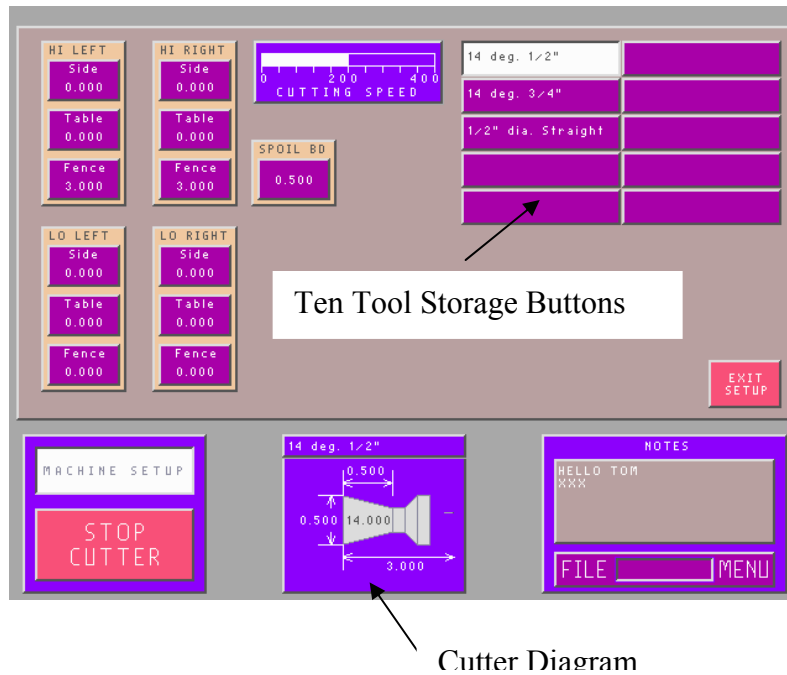 HI LEFT
Side
0.000
Table
0.000
Fence
3.000
HI RIGHT
Side
0.000
Table
0.000
Fence
3.000
0 200 400
CUTTING SPEED
SPOIL BD
0.500
14 deg. 1/2"
14 deg. 3/4"
1/2" dia. Straight
LO LEFT
Side
0.000
Table
0.000
Fence
0.000
LO RIGHT
Side
0.000
Table
0.000
Fence
0.000
Ten Tool Storage Buttons
EXIT
SETUP
MACHINE SETUP
STOP
CUTTER
14 deg. 1/2"
0.500
0.500 14.000
3.000
NOTES
HELLO TOM
XXX
FILE MENU
Cutter Diagram